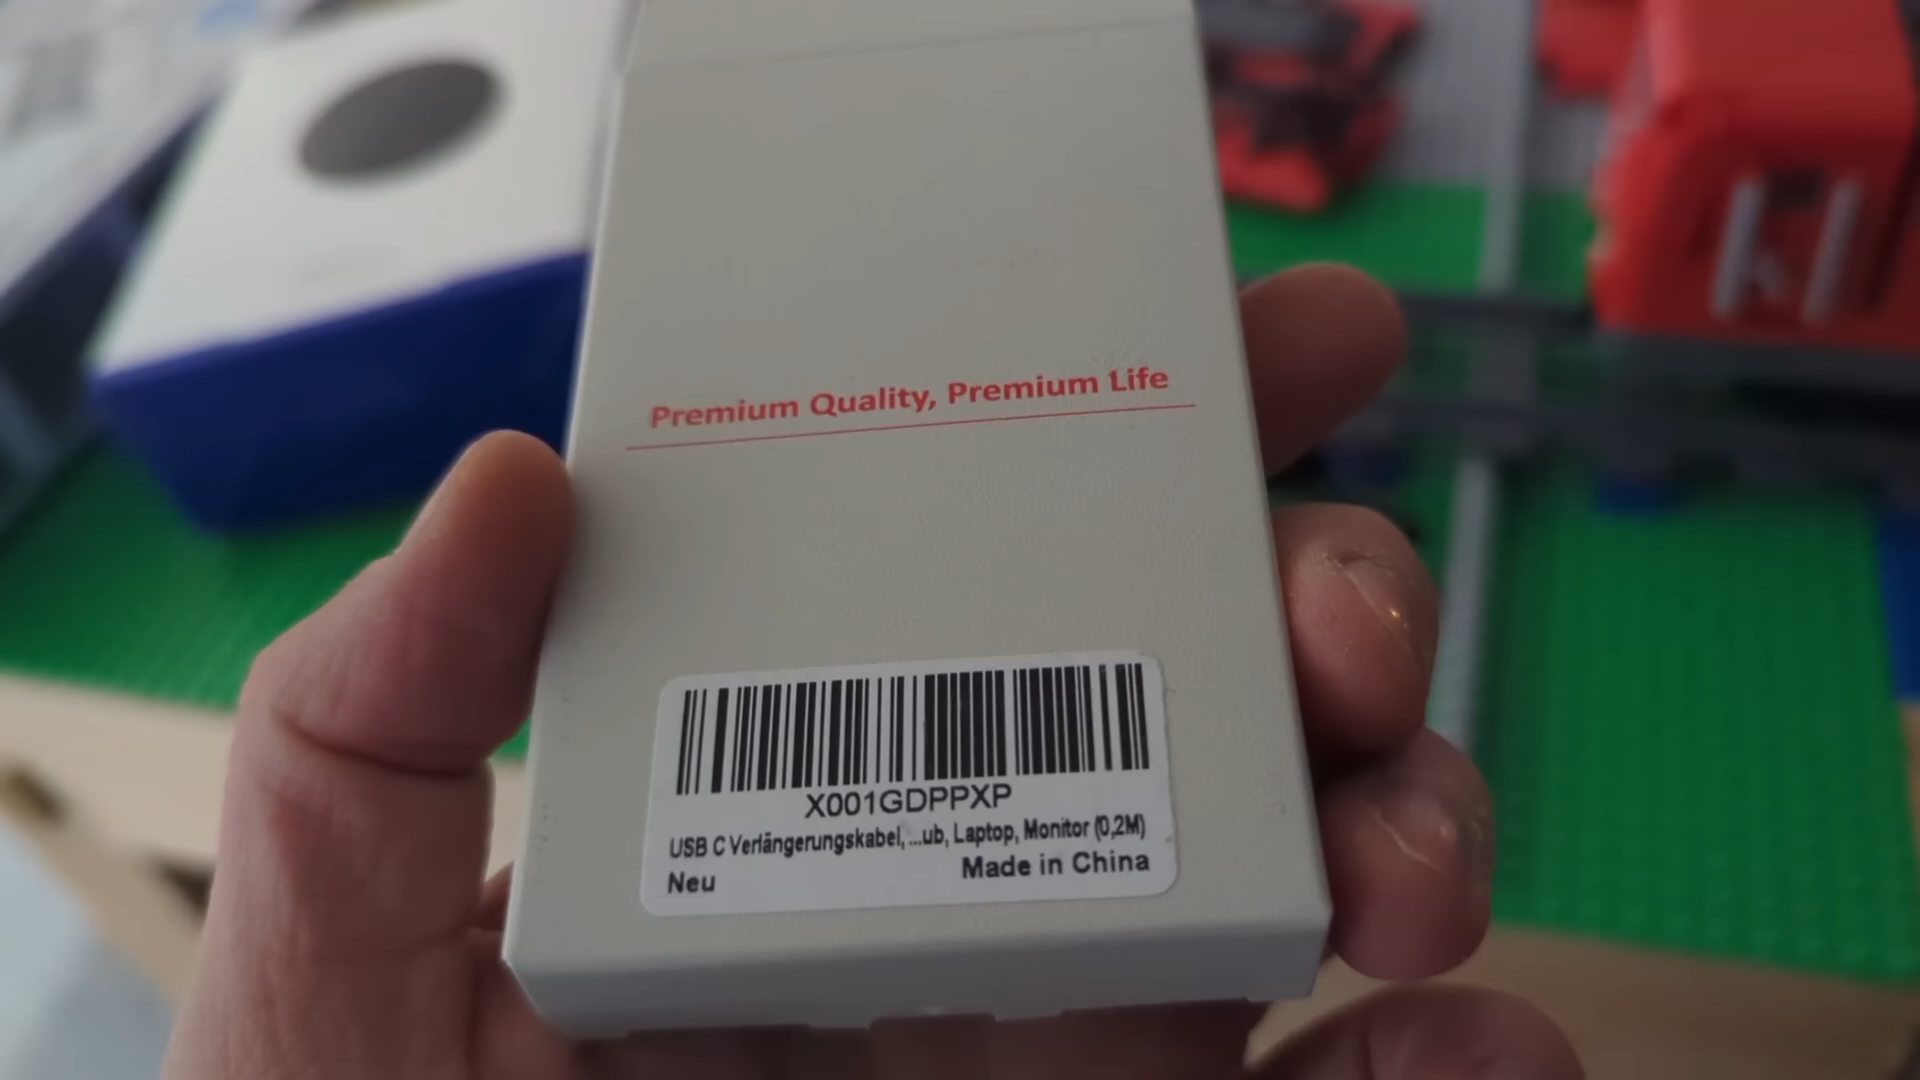 Premium Quality, Premium Life
X001GDPPXP
USB C Verlängerungskabel, ...ub, Laptop, Monitor (0,2M)
Neu
Made in China